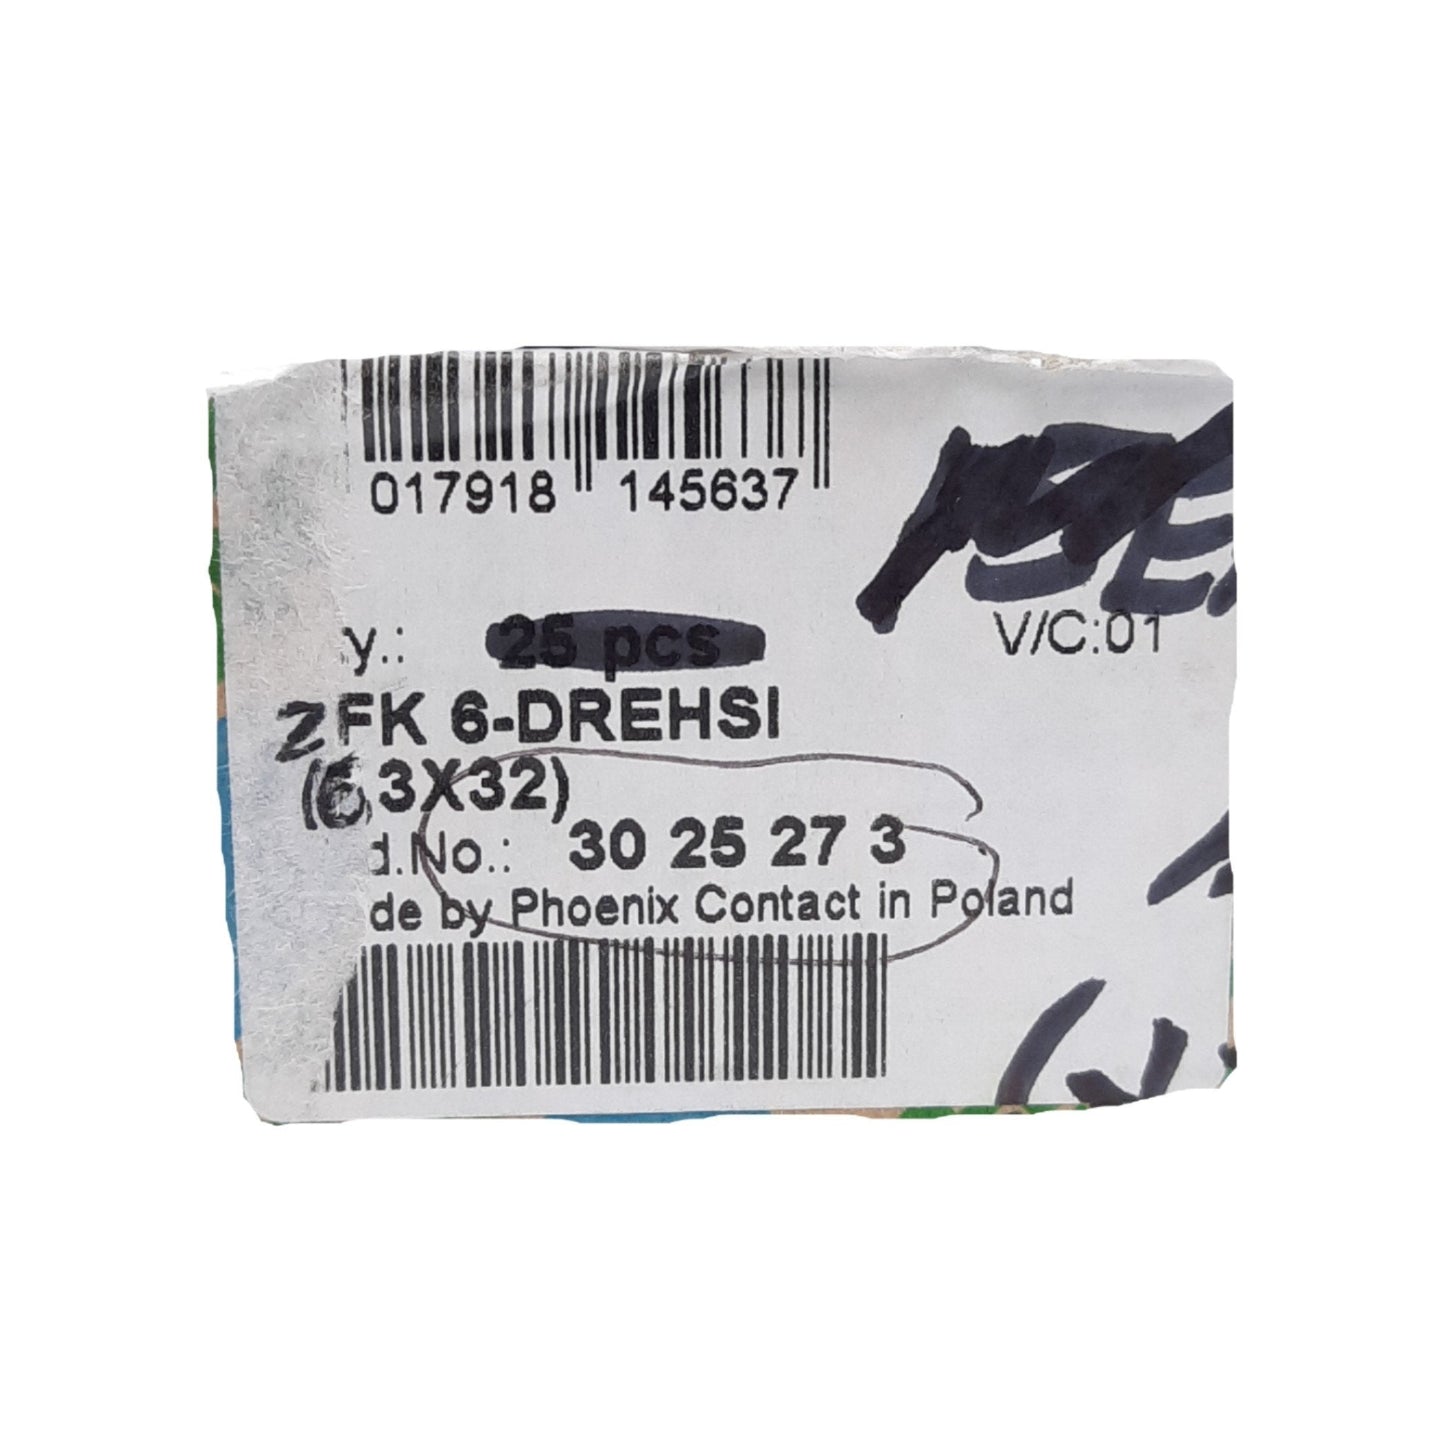 017918 145637
y.: 25 pcs
V/C:01
ZFK 6-DREHSI
(6,3X32)
d.No.: 30 25 27 3
de by Phoenix Contact in Poland